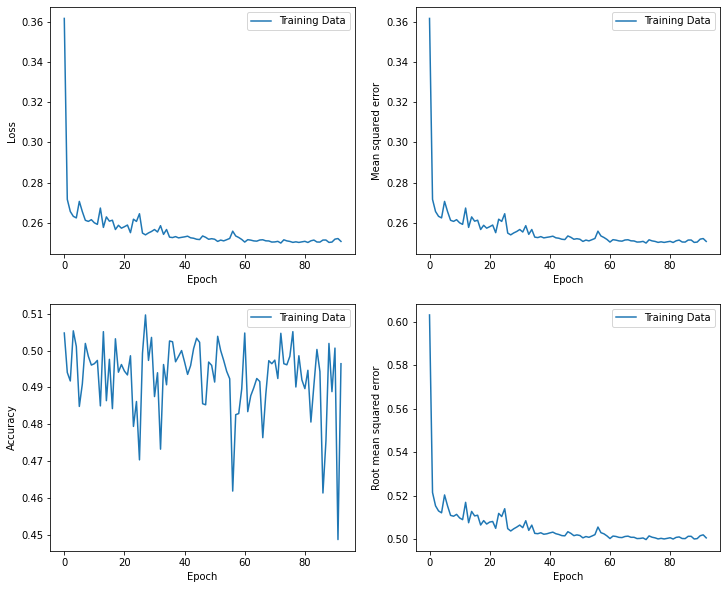 Training Data
0.36
0.34
0.32
0.30
0.28
0.26
Loss
0 20 40 60 80
Epoch
Training Data
0.36
0.34
0.32
0.30
0.28
0.26
Mean squared error
0 20 40 60 80
Epoch
Training Data
0.51
0.50
0.49
0.48
0.47
0.46
0.45
Accuracy
0 20 40 60 80
Epoch
Training Data
0.60
0.58
0.56
0.54
0.52
0.50
Root mean squared error
0 20 40 60 80
Epoch